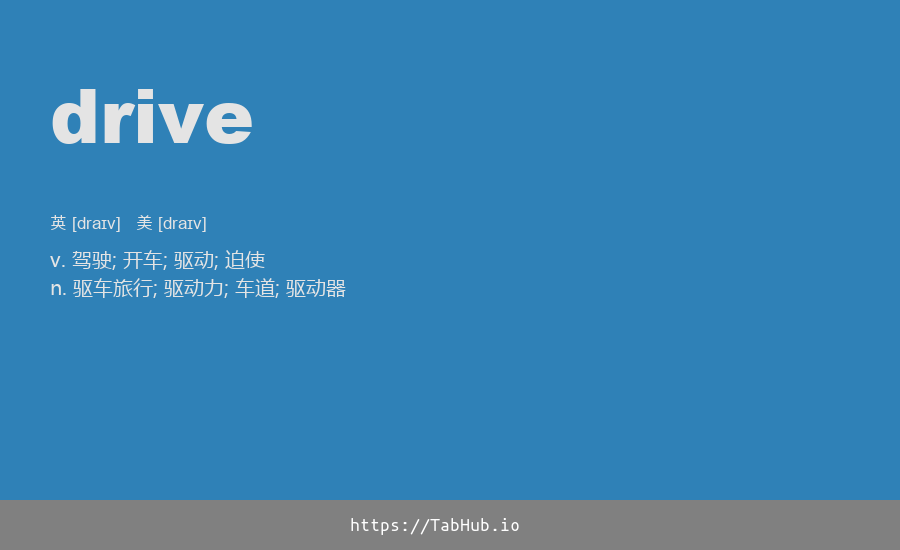 drive
英 [draɪv] 美 [draɪv]
v. 驾驶; 开车; 驱动; 迫使
n. 驱车旅行; 驱动力; 车道; 驱动器
https://TabHub.io